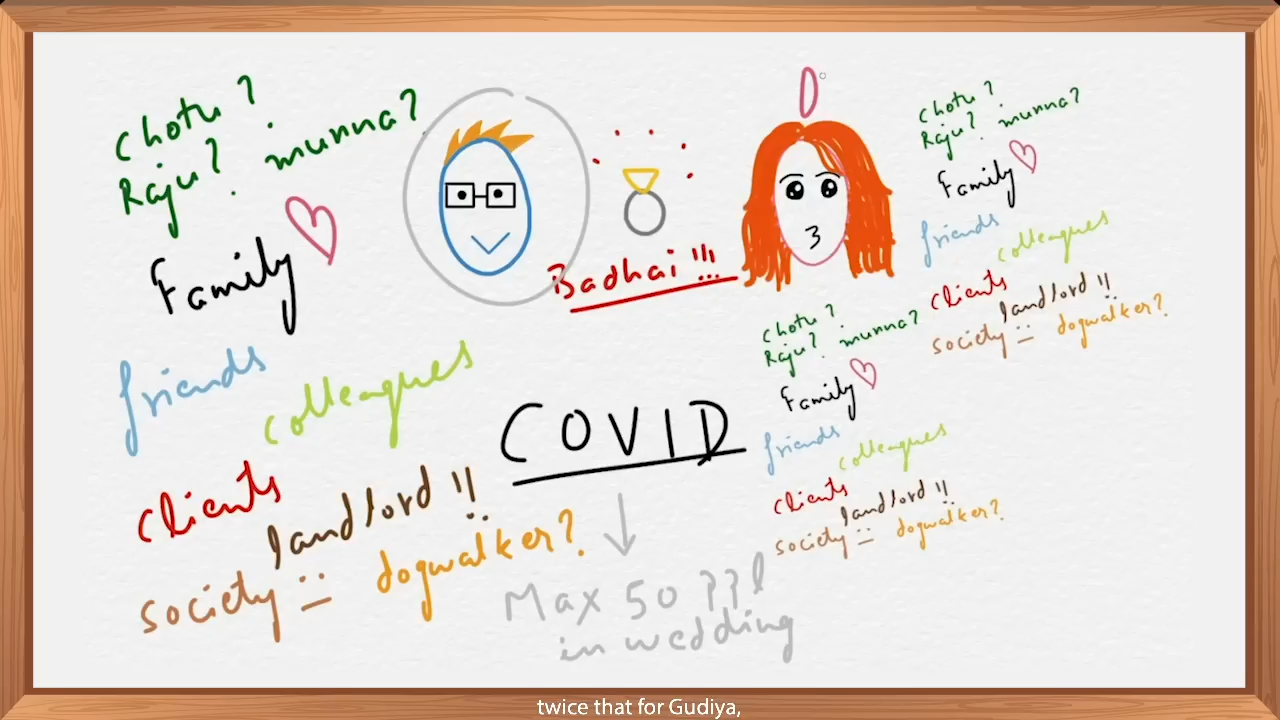 Chotu?
Raju? munna?
Family
friends
colleagues
Clients
landlord !!
society
dogwalker?
Badhai !!!
COVID
Max 50 ppl
in wedding
D
Chotu?
Raju? munna?
Family
friends
colleagues
Clients
landlord !!
society
dogwalker?
Chotu?
Raju? munna?
Family
friends
colleagues
Clients
landlord !!
society
dogwalker?
twice that for Gudiya,